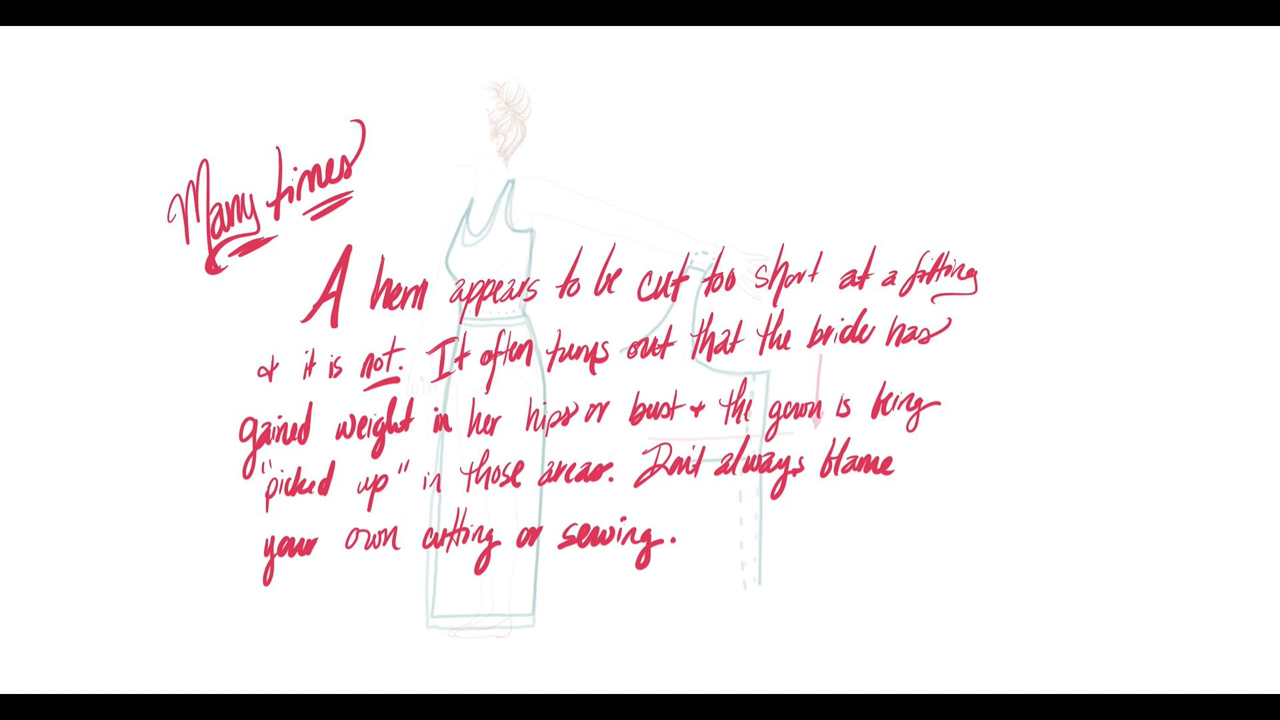 Many times
A hem appears to be cut too short at a fitting
& it is not. It often turns out that the bride has
gained weight in her hips or bust & the gown is being
"picked up" in those areas. Don't always blame
your own cutting or sewing.